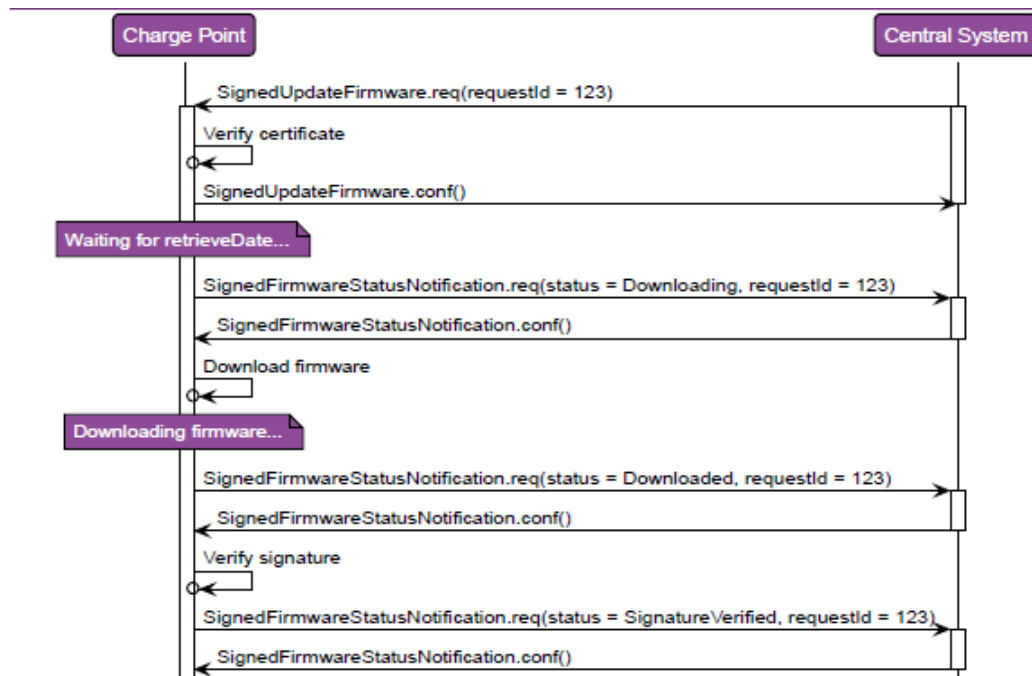 Charge Point
Central System
SignedUpdateFirmware.req(requestId = 123)
Verify certificate
SignedUpdateFirmware.conf()
Waiting for retrieveDate...
SignedFirmwareStatusNotification.req(status = Downloading, requestId = 123)
SignedFirmwareStatusNotification.conf()
Download firmware
Downloading firmware...
SignedFirmwareStatusNotification.req(status = Downloaded, requestId = 123)
SignedFirmwareStatusNotification.conf()
Verify signature
SignedFirmwareStatusNotification.req(status = SignatureVerified, requestId = 123)
SignedFirmwareStatusNotification.conf()